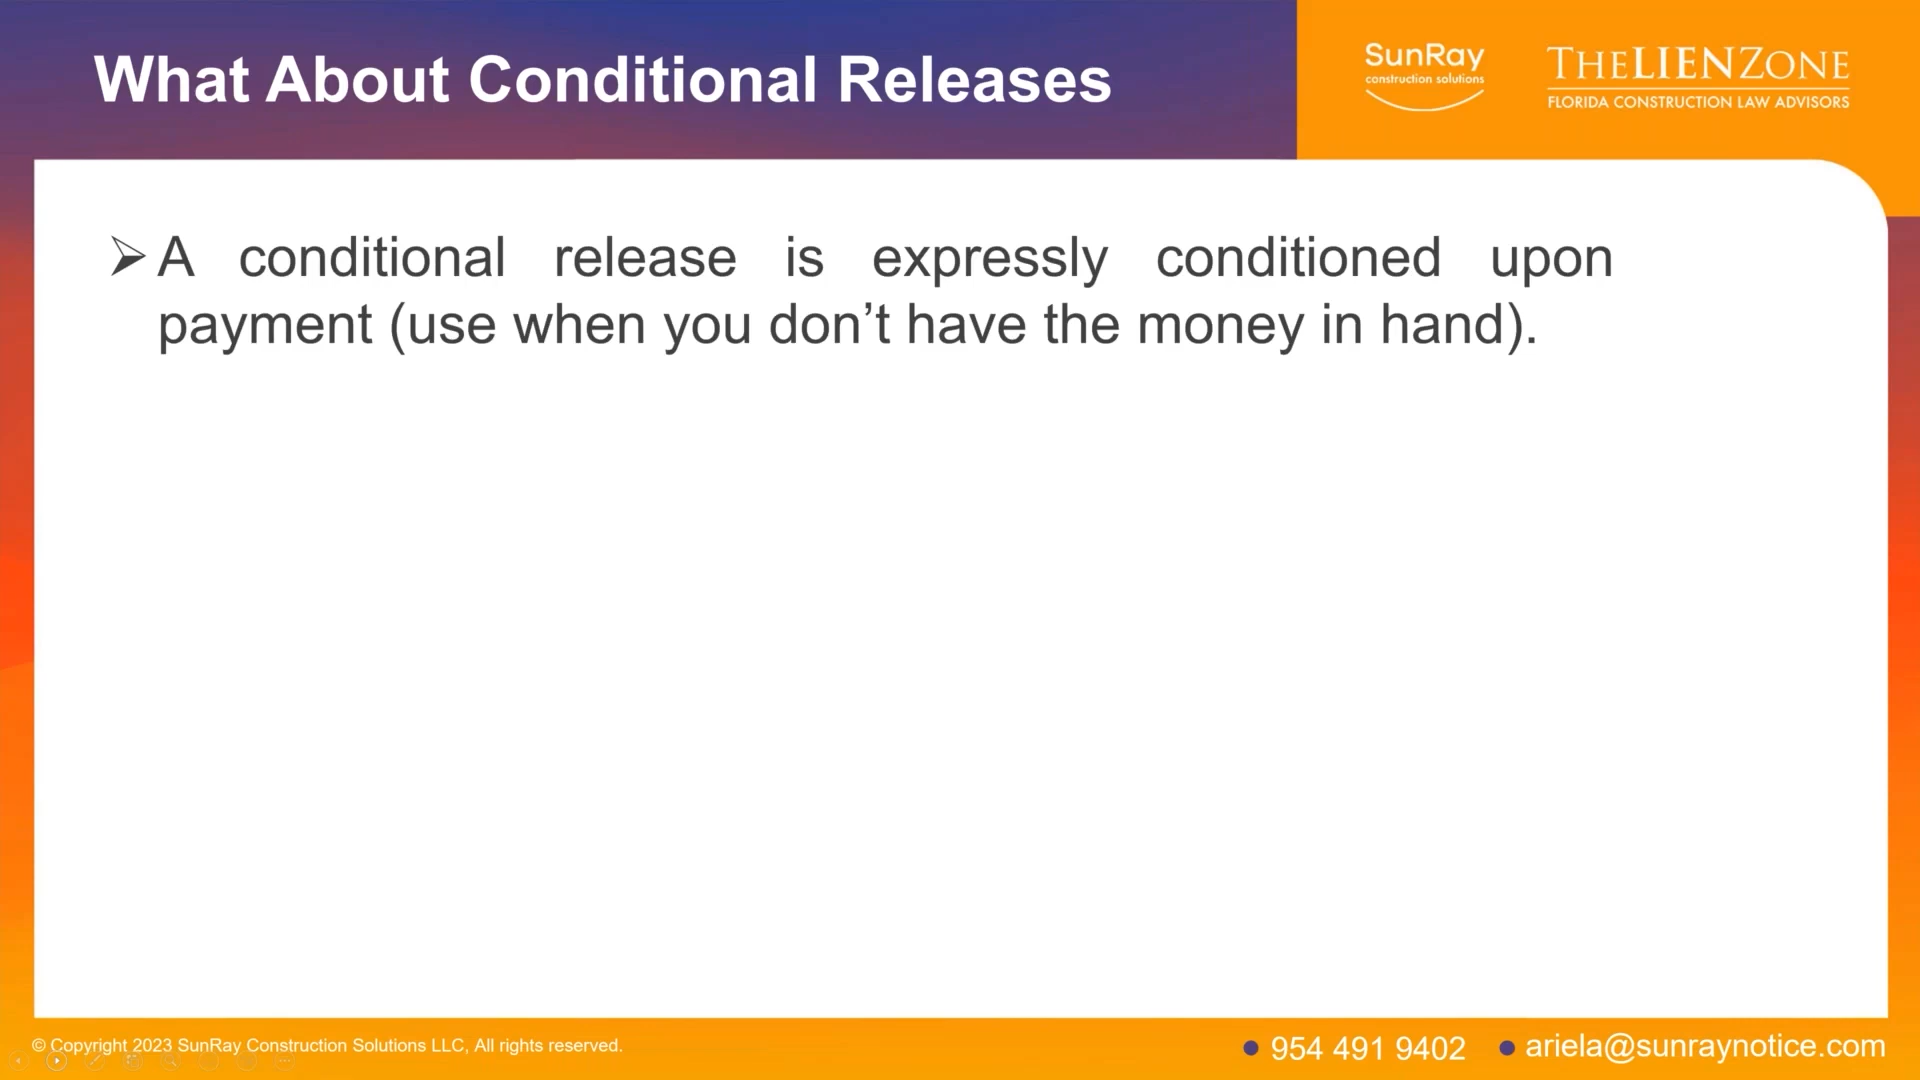 What About Conditional Releases
SunRay
construction solutions
THELIENZONE
FLORIDA CONSTRUCTION LAW ADVISORS
➢ A conditional release is expressly conditioned upon
payment (use when you don’t have the money in hand).
© Copyright 2023 SunRay Construction Solutions LLC, All rights reserved.
• 954 491 9402 • ariela@sunraynotice.com